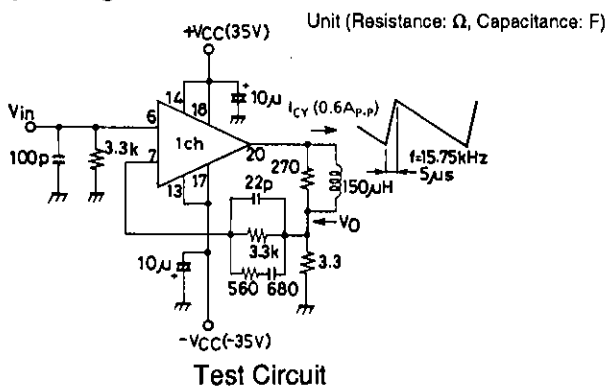 Unit (Resistance: Ω, Capacitance: F)
+VCC(35V)
14
18
+
10μ
Vin
6
1ch
20
iCY (0.6Ap.p)
100p
3.3k
7
13
17
270
150μH
f=15.75kHz
5μs
22p
VO
3.3k
3.3
10μ
+
560
680
-VCC(-35V)
Test Circuit